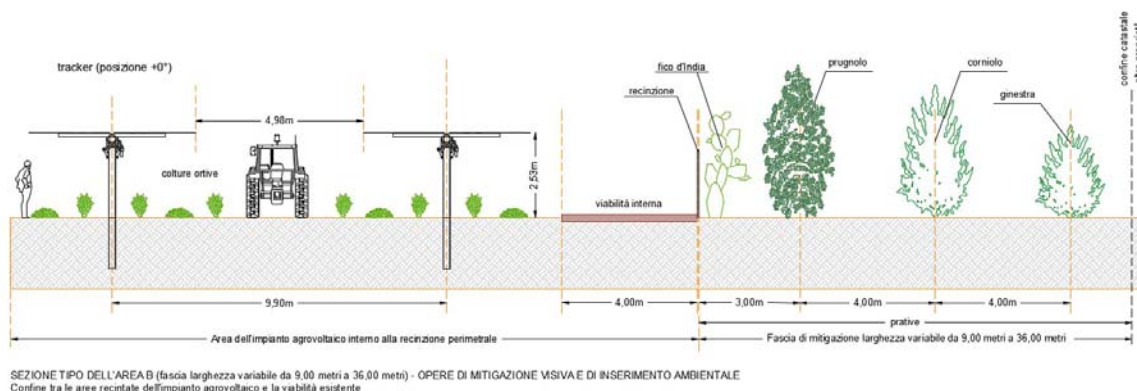 tracker (posizione +0°)
4,98m
colture ortive
2,53m
viabilità interna
recinzione
fico d'India
prugnolo
corniolo
ginestra
confine catastale
9,90m
4,00m
3,00m
4,00m
4,00m
prative
Area dell'impianto agrovoltaico interno alla recinzione perimetrale
Fascia di mitigazione larghezza variabile da 9,00 metri a 36,00 metri
SEZIONE TIPO DELL'AREA B (fascia larghezza variabile da 9,00 metri a 36,00 metri) - OPERE DI MITIGAZIONE VISIVA E DI INSERIMENTO AMBIENTALE
Confine tra le aree recintate dell'impianto agrovoltaico e la viabilità esistente